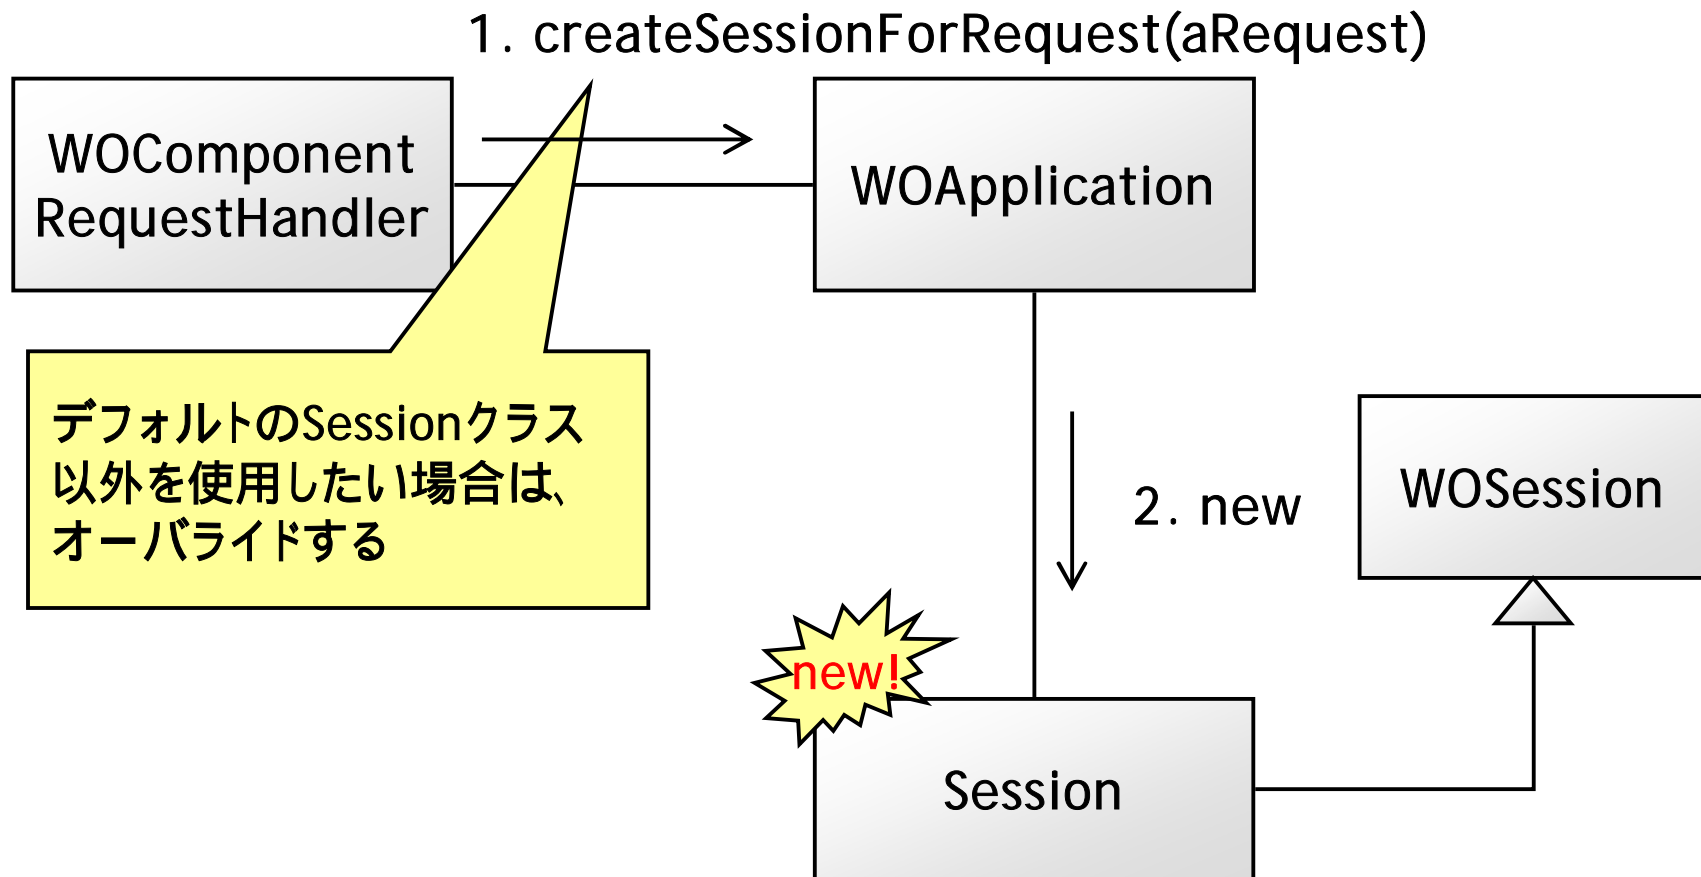 1. createSessionForRequest(aRequest)
WOComponent
RequestHandler
WOApplication
デフォルトのSessionクラス
以外を使用したい場合は、
オーバライドする
2. new
WOSession
new!
Session